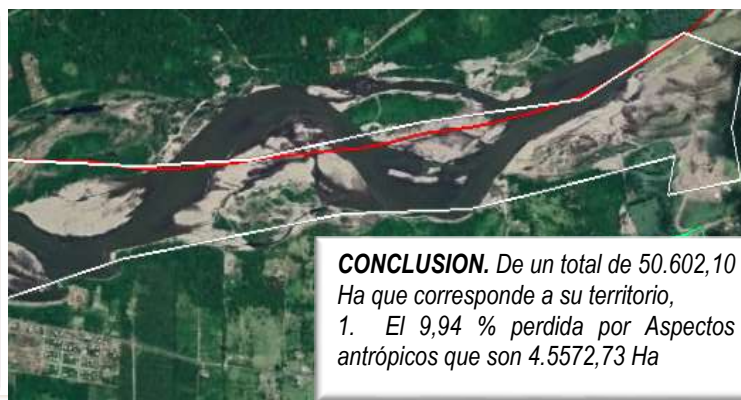 CONCLUSION. De un total de 50.602,10
Ha que corresponde a su territorio,
1. El 9,94 % perdida por Aspectos
antrópicos que son 4.5572,73 Ha